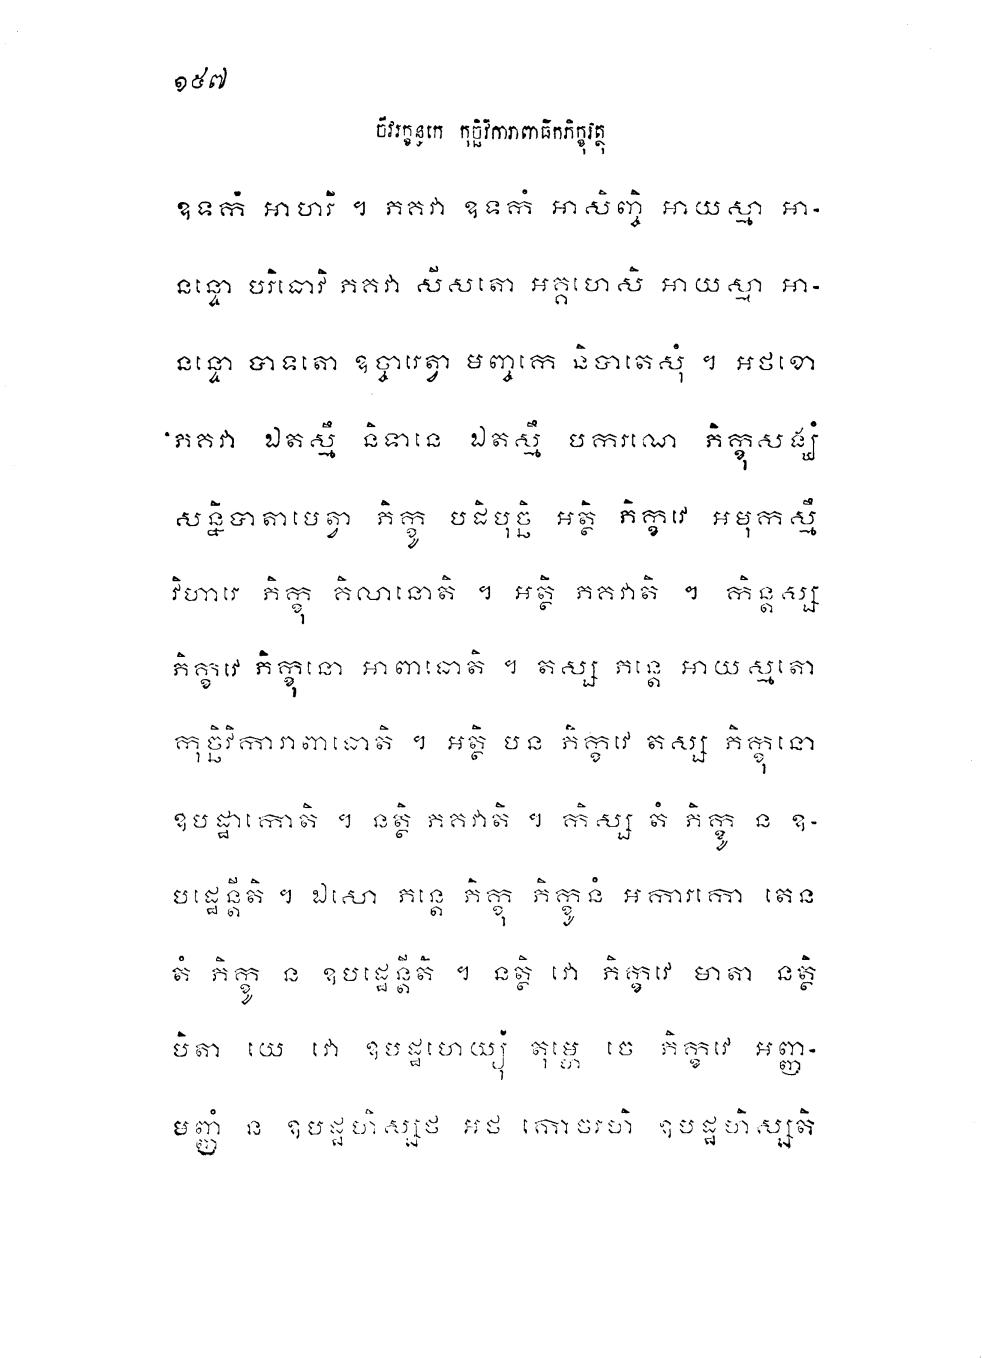 ១៥៧
ចីវរក្ខន្ធកេ កុច្ឆិវិការាពាធិកភិក្ខុវត្ថុ
ឧទកំ អាហរិ ។ ភគវា ឧទកំ អាសិញ្ចិ អាយស្មា អា-
នន្ទោ បរិធោវិ ភគវា សីសតោ អគ្គហេសិ អាយស្មា អា-
នន្ទោ បាទតោ ឧច្ចារេត្វា មញ្ចកេ និបាតេសុំ ។ អថខោ
ភគវា ឯតស្មឹ និទានេ ឯតស្មឹ បករណេ ភិក្ខុសង្ឃំ
សន្និបាតាបេត្វា ភិក្ខូ បដិបុច្ឆិ អត្ថិ ភិក្ខវេ អមុកស្មឹ
វិហារេ ភិក្ខុ គិលានោតិ ។ អត្ថិ ភគវាតិ ។ កិន្តស្ស
ភិក្ខវេ ភិក្ខុនោ អាពាធោតិ ។ តស្ស ភន្តេ អាយស្មតោ
កុច្ឆិវិការាពាធោតិ ។ អត្ថិ បន ភិក្ខវេ តស្ស ភិក្ខុនោ
ឧបដ្ឋាកោតិ ។ នត្ថិ ភគវាតិ ។ កិស្ស តំ ភិក្ខូ ន ឧ-
បដ្ឋេន្តីតិ ។ ឯសោ ភន្តេ ភិក្ខុ ភិក្ខូនំ អការកោ តេន
តំ ភិក្ខូ ន ឧបដ្ឋេន្តីតិ ។ នត្ថិ វោ ភិក្ខវេ មាតា នត្ថិ
បិតា យេ វោ ឧបដ្ឋហេយ្យុំ តុម្ហេ ចេ ភិក្ខវេ អញ្ញ-
មញ្ញំ ន ឧបដ្ឋហិស្សថ អថ កោចរហិ ឧបដ្ឋហិស្សតិ